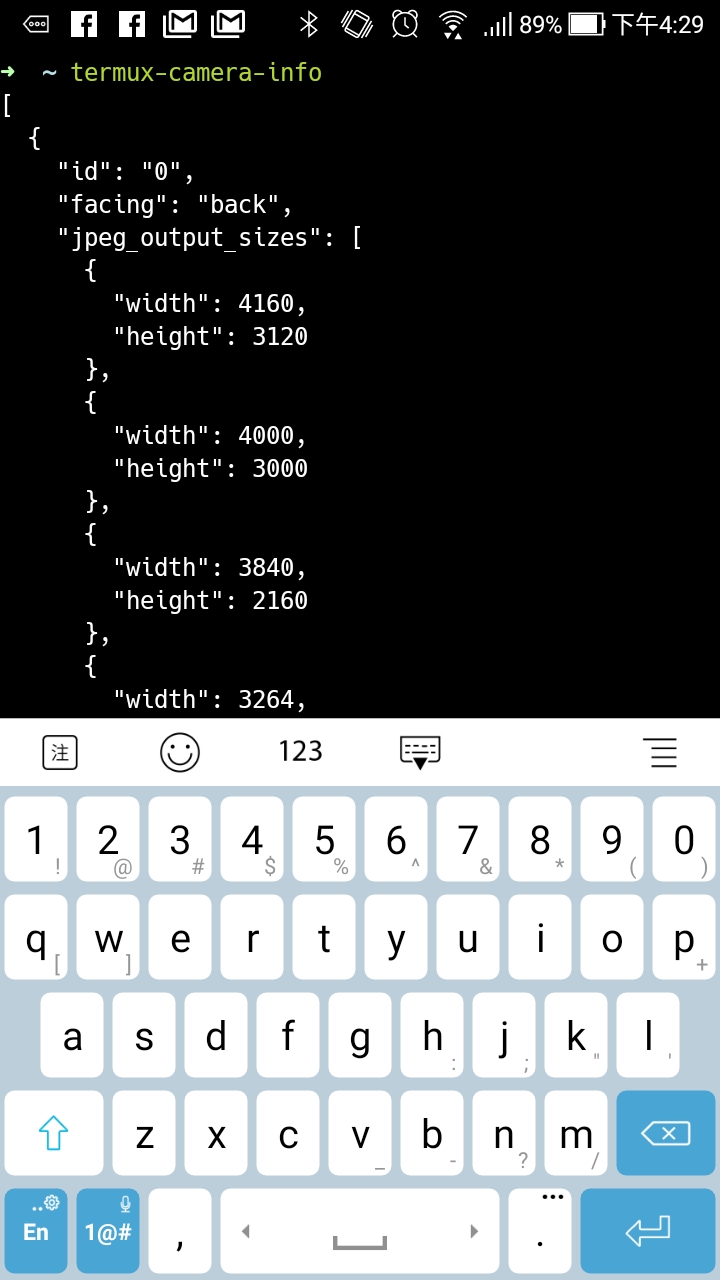 89% 下午4:29
➜ ~ termux-camera-info
[
{
"id": "0",
"facing": "back",
"jpeg_output_sizes": [
{
"width": 4160,
"height": 3120
},
{
"width": 4000,
"height": 3000
},
{
"width": 3840,
"height": 2160
},
{
"width": 3264,
注 123
1 ! 2 @ 3 # 4 $ 5 % 6 ^ 7 & 8 * 9 ( 0 )
q [ w ] e r t y u i o p +
a s d f g h : j ; k " l '
z x c v _ b - n ? m /
En 1@# , .